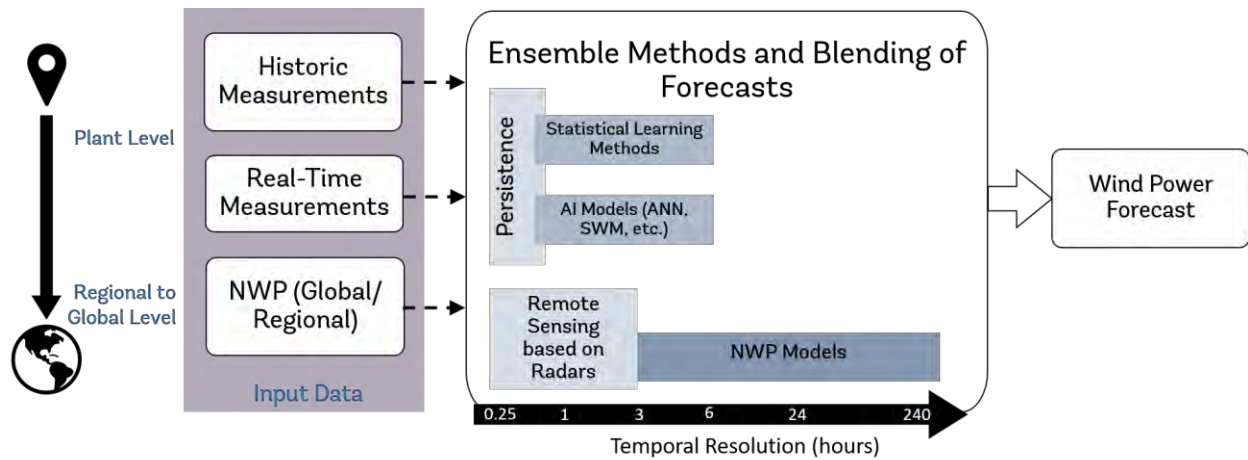 Plant Level
Regional to
Global Level
Historic
Measurements
Real-Time
Measurements
NWP (Global/
Regional)
Input Data
Ensemble Methods and Blending of
Forecasts
Persistence
Statistical Learning
Methods
AI Models (ANN,
SWM, etc.)
Remote
Sensing
based on
Radars
NWP Models
0.25 1 3 6 24 240
Temporal Resolution (hours)
Wind Power
Forecast